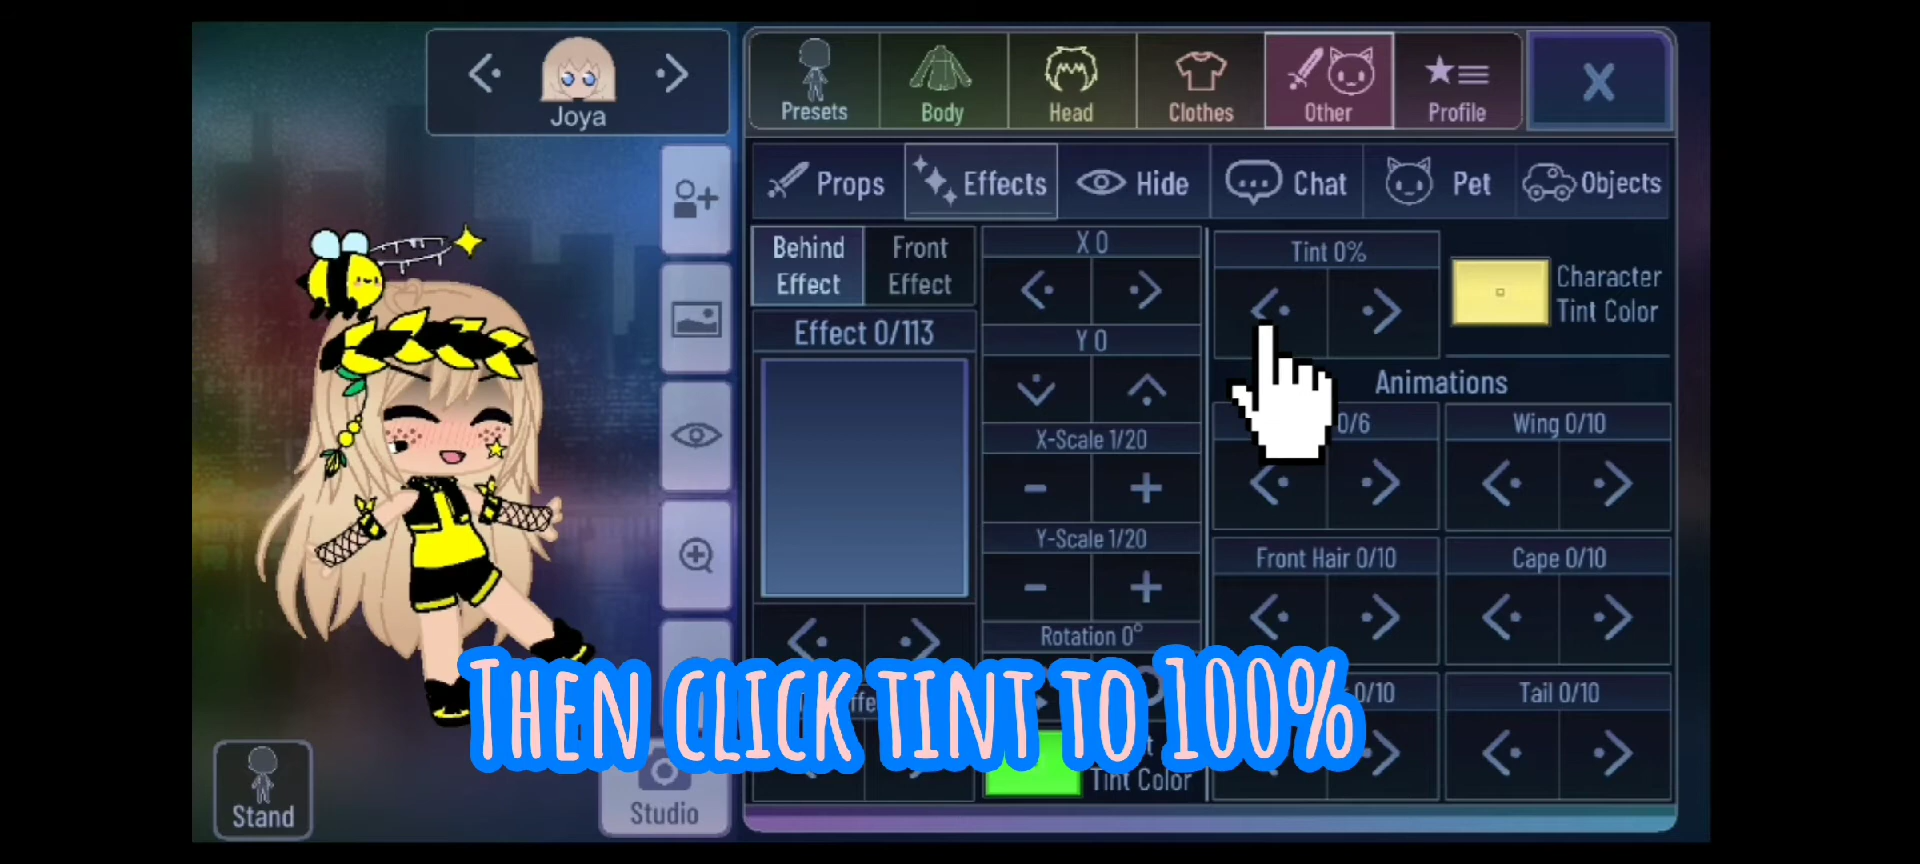 Joya
Presets
Body
Head
Clothes
Other
Profile
X
Props
Effects
Hide
Chat
Pet
Objects
Behind
Effect
Front
Effect
Effect 0/113
X 0
Y 0
X-Scale 1/20
Y-Scale 1/20
Rotation 0°
Tint 0%
Character
Tint Color
Animations
0/6
Wing 0/10
Front Hair 0/10
Cape 0/10
0/10
Tail 0/10
Then click tint to 100%
Tint Color
Stand
Studio